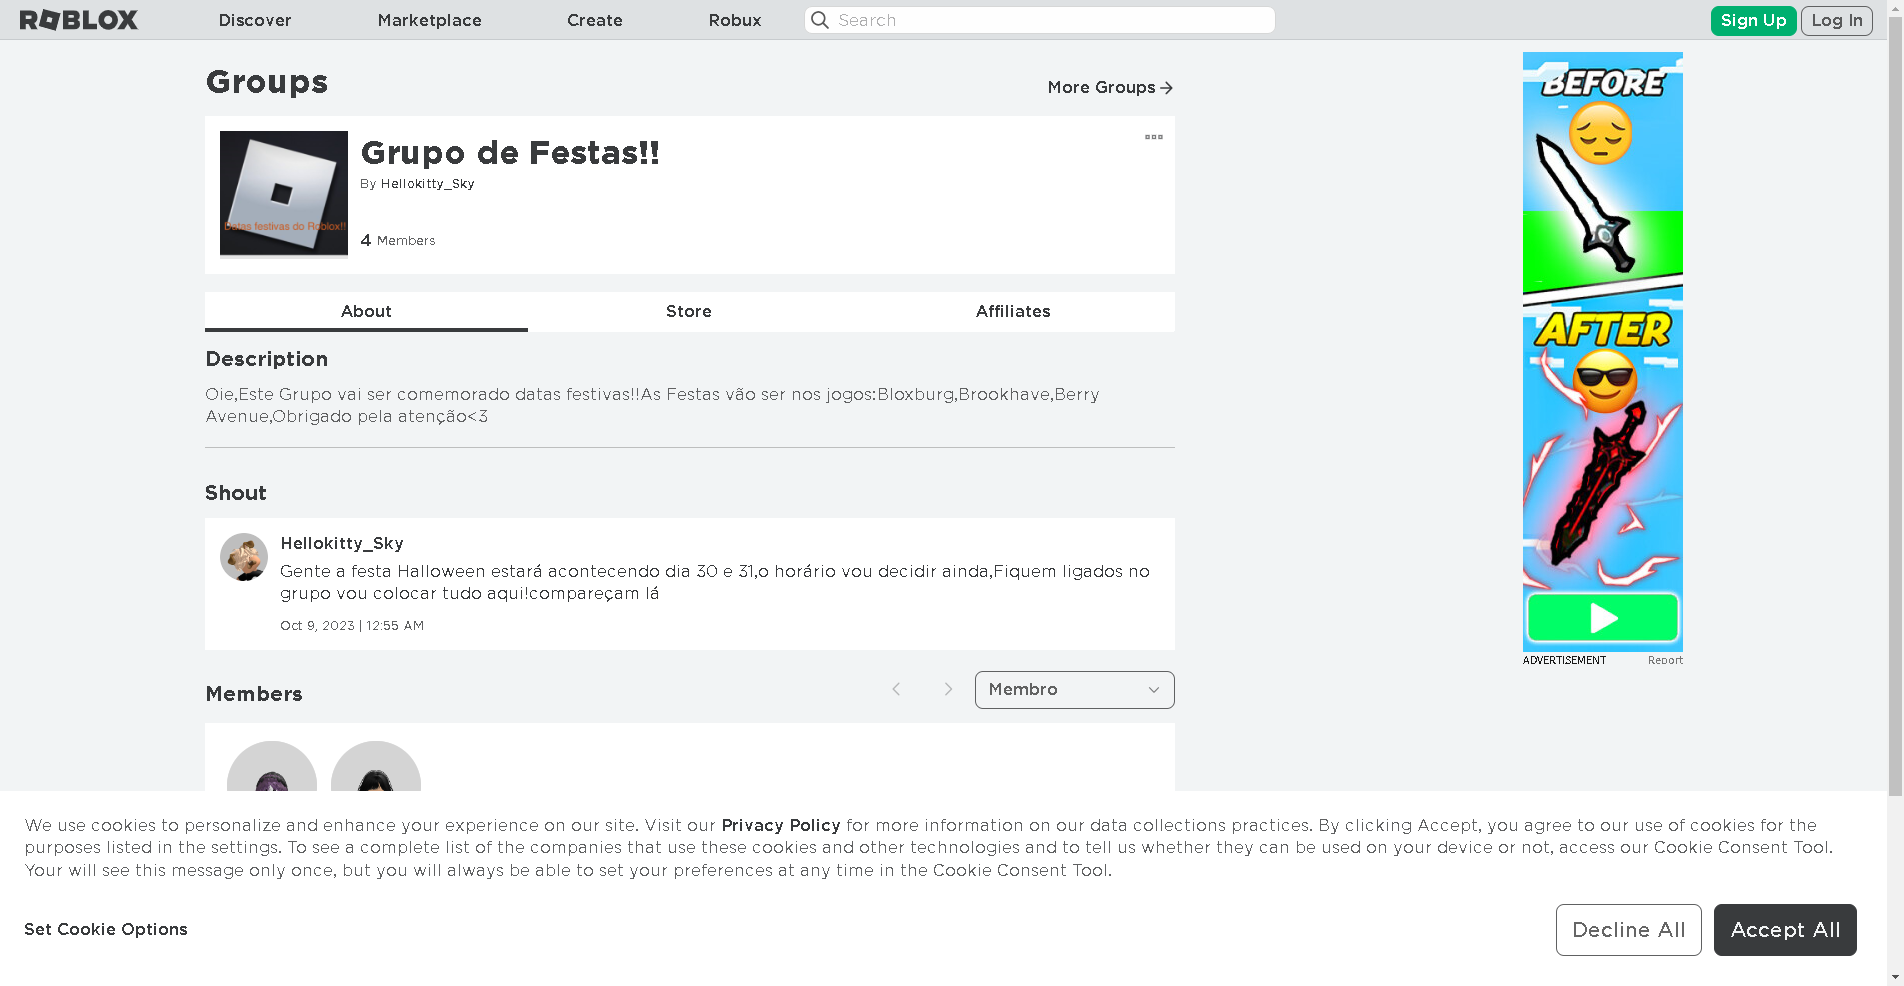 ROBLOX Discover Marketplace Create Robux Search Sign Up Log In
Groups
More Groups
Grupo de Festas!!
By Hellokitty_Sky
Datas festivas do Roblox!!
4 Members
About Store Affiliates
Description
Oie,Este Grupo vai ser comemorado datas festivas!!As Festas vão ser nos jogos:Bloxburg,Brookhave,Berry
Avenue,Obrigado pela atenção<3
Shout
Hellokitty_Sky
Gente a festa Halloween estará acontecendo dia 30 e 31,o horário vou decidir ainda,Fiquem ligados no
grupo vou colocar tudo aqui!compareçam lá
Oct 9, 2023 | 12:55 AM
Members
Membro
BEFORE
AFTER
ADVERTISEMENT Report
We use cookies to personalize and enhance your experience on our site. Visit our Privacy Policy for more information on our data collections practices. By clicking Accept, you agree to our use of cookies for the
purposes listed in the settings. To see a complete list of the companies that use these cookies and other technologies and to tell us whether they can be used on your device or not, access our Cookie Consent Tool.
Your will see this message only once, but you will always be able to set your preferences at any time in the Cookie Consent Tool.
Set Cookie Options
Decline All
Accept All